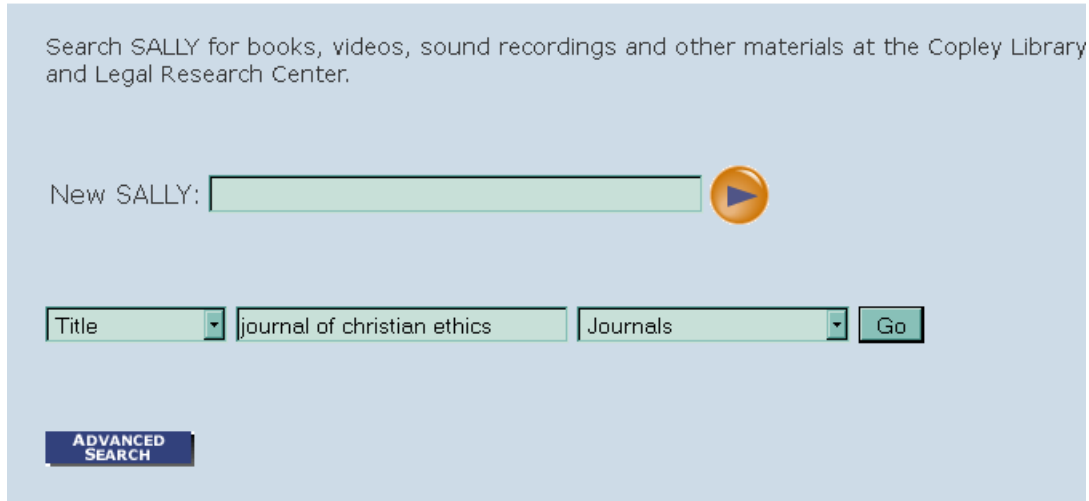 Search SALLY for books, videos, sound recordings and other materials at the Copley Library
and Legal Research Center.
New SALLY:
Title journal of christian ethics Journals Go
ADVANCED
SEARCH